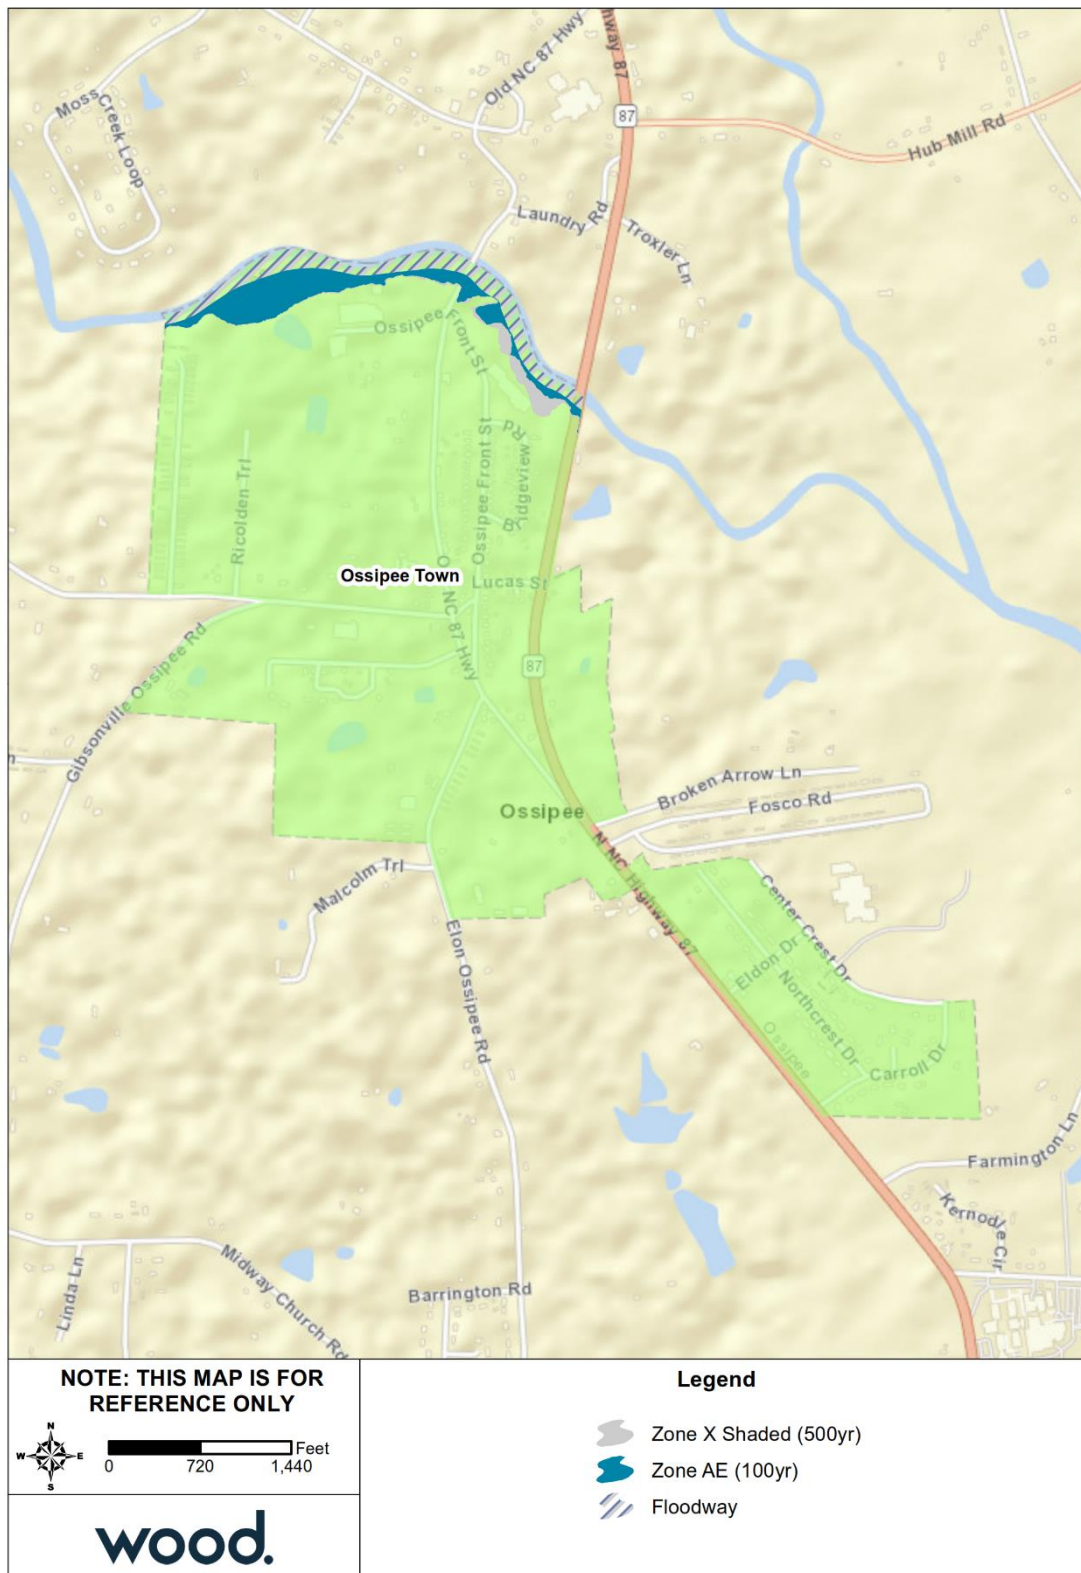 Old NC 87 Hwy
hway 87
87
Moss Creek Loop
Hub Mill Rd
Laundry Rd
Troxler Ln
Ossipee
Front St
Rd
Ossipee Front St
Ricolden Trl
Ossipee Town
Lucas St
NC 87 Hwy
87
Gibsonville Ossipee Rd
Broken Arrow Ln
Fosco Rd
Ossipee
N NC Highway 87
Malcolm Trl
Center Crest Dr
Eldon Dr
Northcrest Dr
Elon Ossipee Rd
Ossipee
Carroll Dr
Farmington Ln
Kernodle Cir
Linda Ln
Midway Church Rd
Barrington Rd
NOTE: THIS MAP IS FOR
REFERENCE ONLY
N
W E
S
Feet
0 720 1,440
wood.
Legend
Zone X Shaded (500yr)
Zone AE (100yr)
Floodway